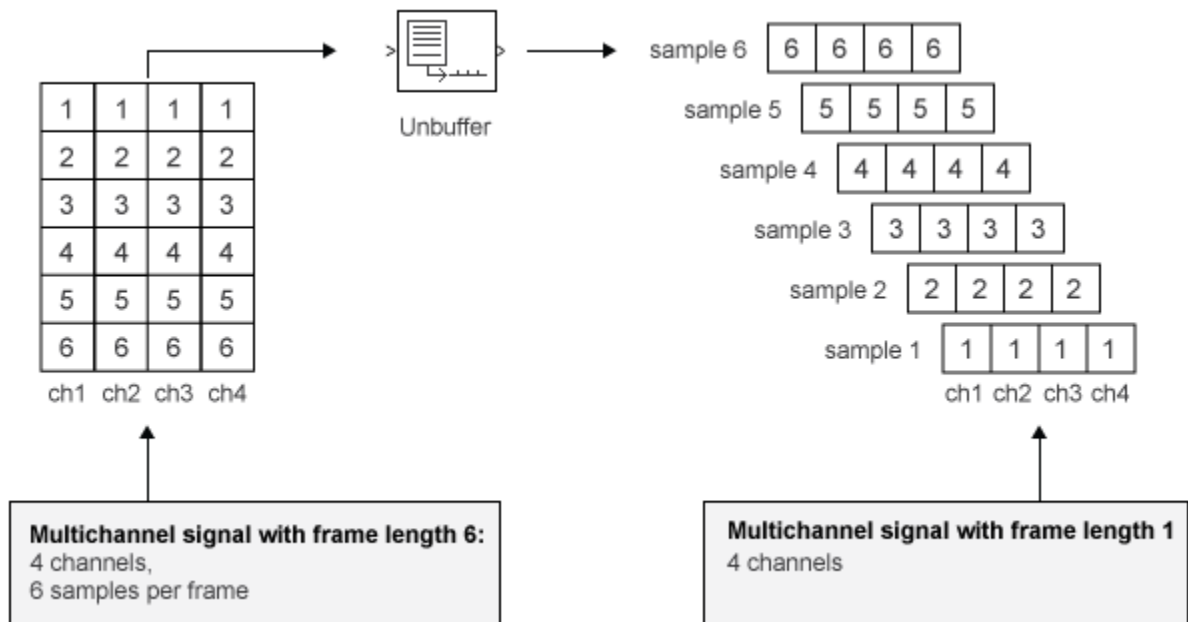 1 1 1 1
2 2 2 2
3 3 3 3
4 4 4 4
5 5 5 5
6 6 6 6
ch1 ch2 ch3 ch4
Unbuffer
sample 6 6 6 6 6
sample 5 5 5 5 5
sample 4 4 4 4 4
sample 3 3 3 3 3
sample 2 2 2 2 2
sample 1 1 1 1 1
ch1 ch2 ch3 ch4
Multichannel signal with frame length 6:
4 channels,
6 samples per frame
Multichannel signal with frame length 1
4 channels